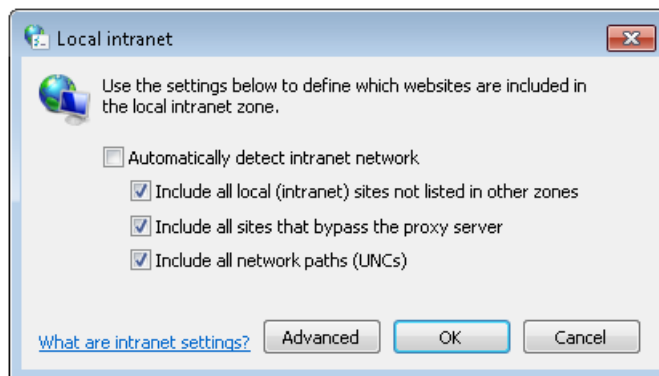 Local intranet
Use the settings below to define which websites are included in
the local intranet zone.
Automatically detect intranet network
Include all local (intranet) sites not listed in other zones
Include all sites that bypass the proxy server
Include all network paths (UNCs)
What are intranet settings? Advanced OK Cancel